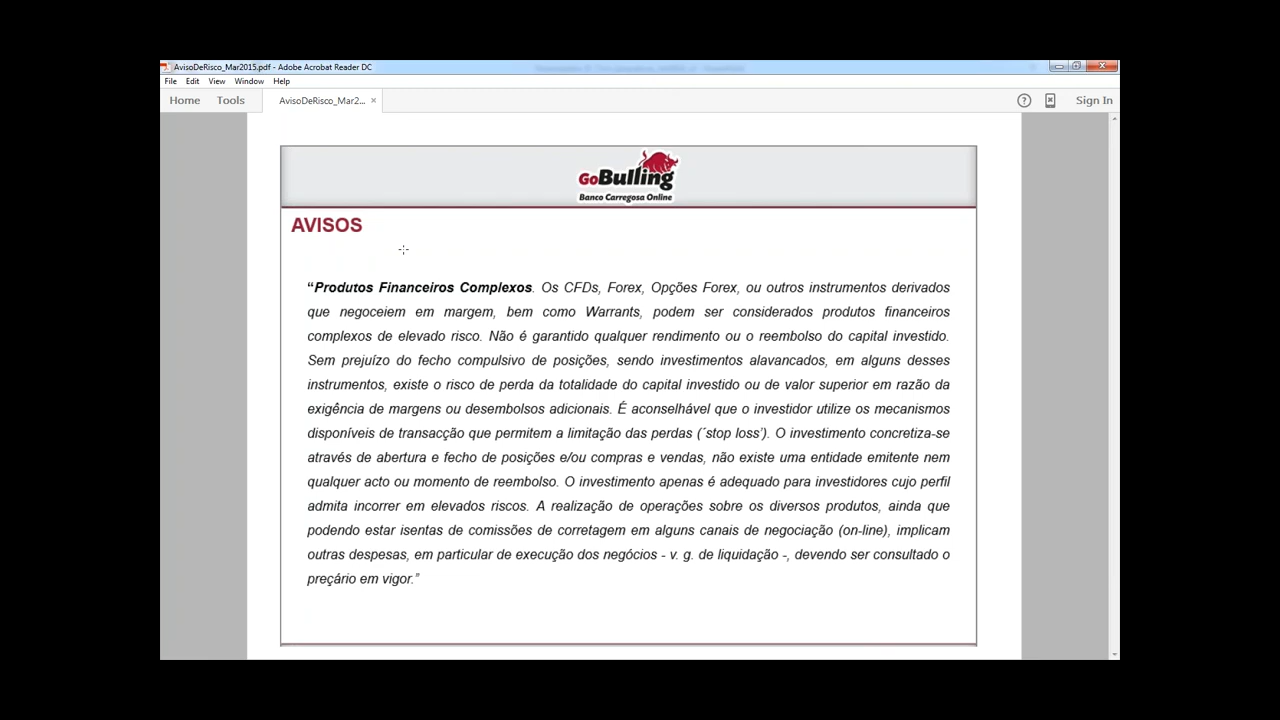 AvisoDeRisco_Mar2015.pdf - Adobe Acrobat Reader DC
File Edit View Window Help
Home Tools AvisoDeRisco_Mar2... × Sign In
GoBulling
Banco Carregosa Online
AVISOS
“Produtos Financeiros Complexos. Os CFDs, Forex, Opções Forex, ou outros instrumentos derivados
que negoceiem em margem, bem como Warrants, podem ser considerados produtos financeiros
complexos de elevado risco. Não é garantido qualquer rendimento ou o reembolso do capital investido.
Sem prejuízo do fecho compulsivo de posições, sendo investimentos alavancados, em alguns desses
instrumentos, existe o risco de perda da totalidade do capital investido ou de valor superior em razão da
exigência de margens ou desembolsos adicionais. É aconselhável que o investidor utilize os mecanismos
disponíveis de transacção que permitem a limitação das perdas (´stop loss’). O investimento concretiza-se
através de abertura e fecho de posições e/ou compras e vendas, não existe uma entidade emitente nem
qualquer acto ou momento de reembolso. O investimento apenas é adequado para investidores cujo perfil
admita incorrer em elevados riscos. A realização de operações sobre os diversos produtos, ainda que
podendo estar isentas de comissões de corretagem em alguns canais de negociação (on-line), implicam
outras despesas, em particular de execução dos negócios - v. g. de liquidação -, devendo ser consultado o
preçário em vigor.”